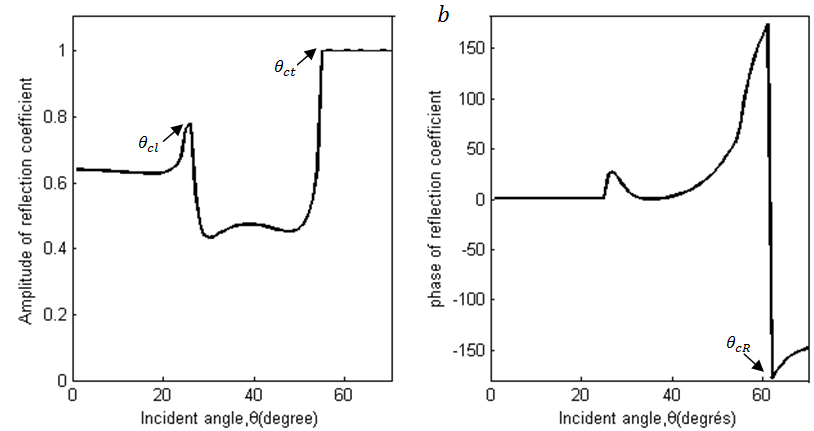 b
Amplitude of reflection coefficient
1
0.8
0.6
0.4
0.2
0
0
20
40
60
Incident angle,θ(degree)
θcl
θct
phase of reflection coefficient
150
100
50
0
-50
-100
-150
0
20
40
60
Incident angle,θ(degrés)
θcR